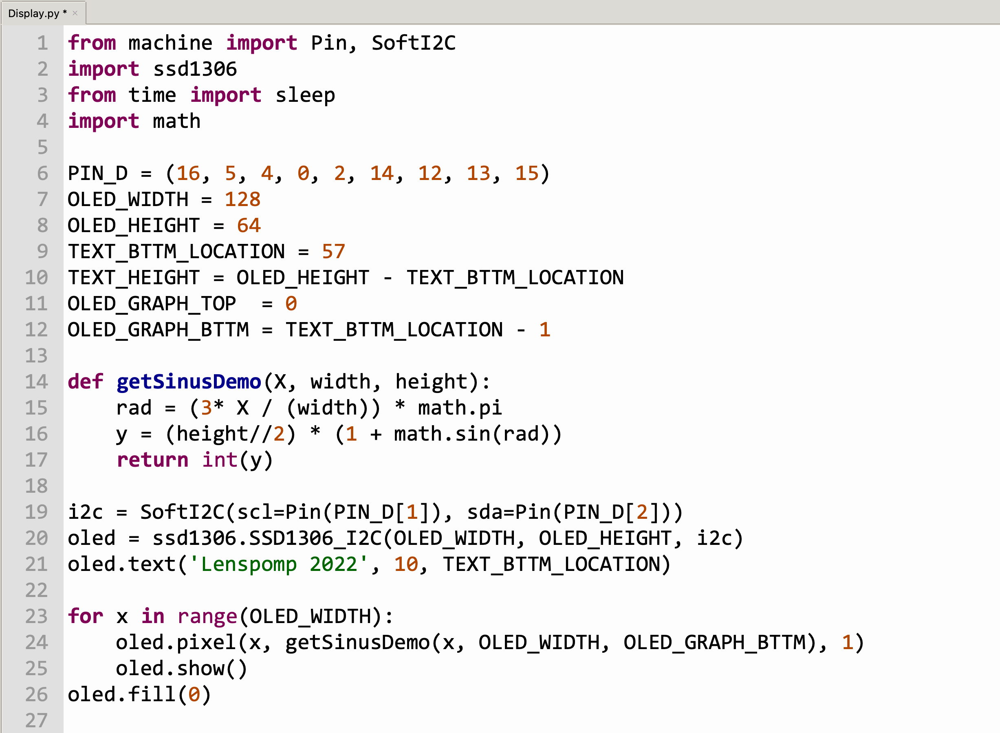 Display.py * ×
1 from machine import Pin, SoftI2C
2 import ssd1306
3 from time import sleep
4 import math
5
6 PIN_D = (16, 5, 4, 0, 2, 14, 12, 13, 15)
7 OLED_WIDTH = 128
8 OLED_HEIGHT = 64
9 TEXT_BTTM_LOCATION = 57
10 TEXT_HEIGHT = OLED_HEIGHT - TEXT_BTTM_LOCATION
11 OLED_GRAPH_TOP  = 0
12 OLED_GRAPH_BTTM = TEXT_BTTM_LOCATION - 1
13
14 def getSinusDemo(X, width, height):
15     rad = (3* X / (width)) * math.pi
16     y = (height//2) * (1 + math.sin(rad))
17     return int(y)
18
19 i2c = SoftI2C(scl=Pin(PIN_D[1]), sda=Pin(PIN_D[2]))
20 oled = ssd1306.SSD1306_I2C(OLED_WIDTH, OLED_HEIGHT, i2c)
21 oled.text('Lenspomp 2022', 10, TEXT_BTTM_LOCATION)
22
23 for x in range(OLED_WIDTH):
24     oled.pixel(x, getSinusDemo(x, OLED_WIDTH, OLED_GRAPH_BTTM), 1)
25     oled.show()
26 oled.fill(0)
27